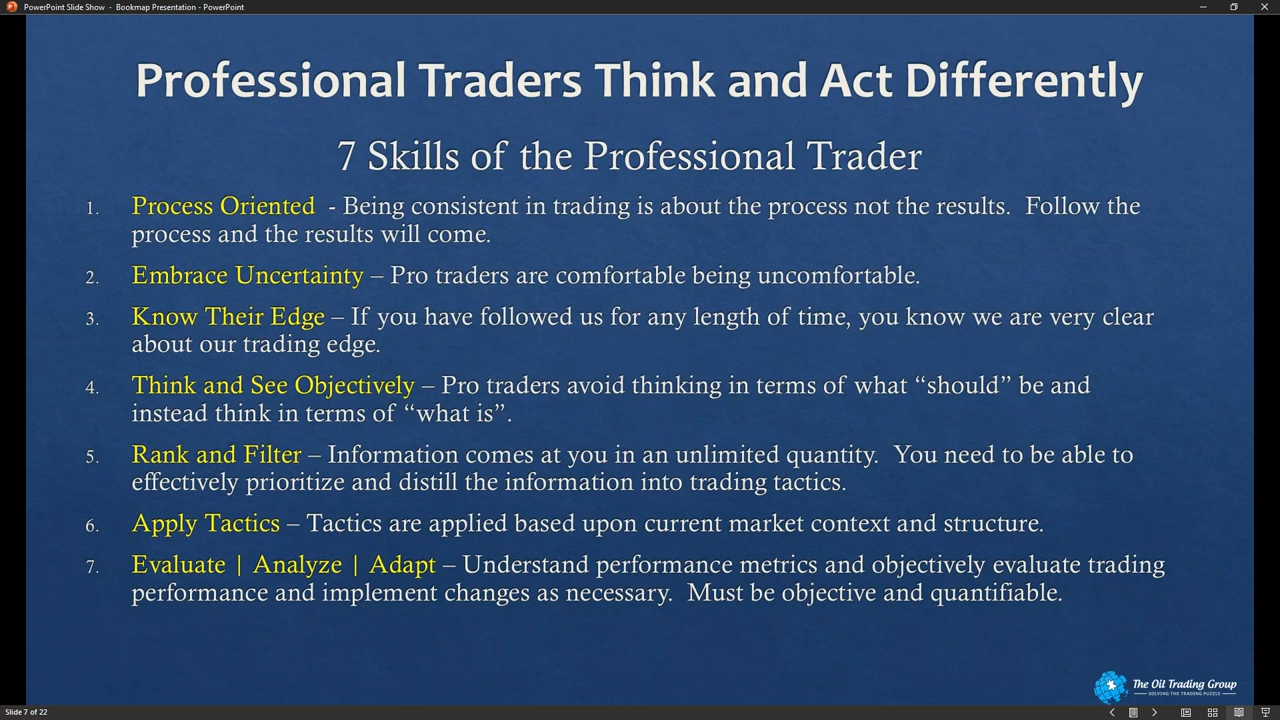 PowerPoint Slide Show - Bookmap Presentation - PowerPoint
Professional Traders Think and Act Differently
7 Skills of the Professional Trader
1. Process Oriented - Being consistent in trading is about the process not the results. Follow the
process and the results will come.
2. Embrace Uncertainty – Pro traders are comfortable being uncomfortable.
3. Know Their Edge – If you have followed us for any length of time, you know we are very clear
about our trading edge.
4. Think and See Objectively – Pro traders avoid thinking in terms of what “should” be and
instead think in terms of “what is”.
5. Rank and Filter – Information comes at you in an unlimited quantity. You need to be able to
effectively prioritize and distill the information into trading tactics.
6. Apply Tactics – Tactics are applied based upon current market context and structure.
7. Evaluate | Analyze | Adapt – Understand performance metrics and objectively evaluate trading
performance and implement changes as necessary. Must be objective and quantifiable.
The Oil Trading Group
SOLVING THE TRADING PUZZLE
Slide 7 of 22